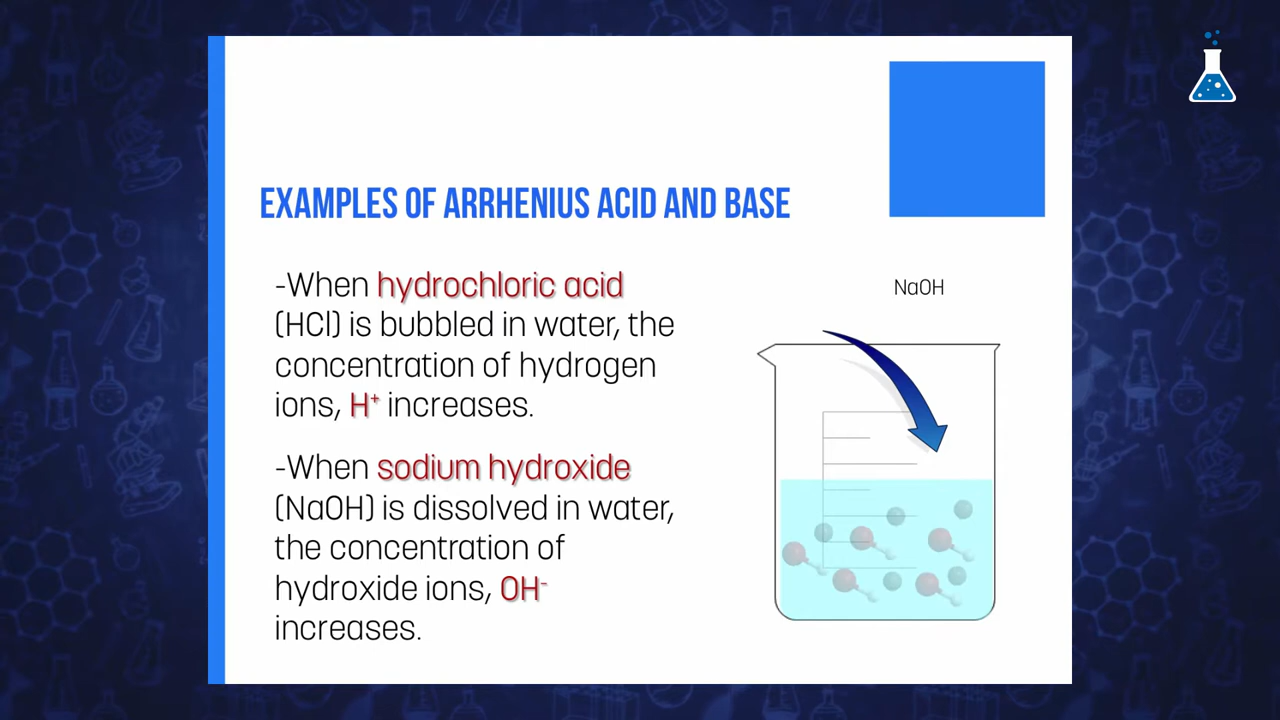 EXAMPLES OF ARRHENIUS ACID AND BASE
-When hydrochloric acid
(HCl) is bubbled in water, the
concentration of hydrogen
ions, H⁺ increases.
-When sodium hydroxide
(NaOH) is dissolved in water,
the concentration of
hydroxide ions, OH⁻
increases.
NaOH